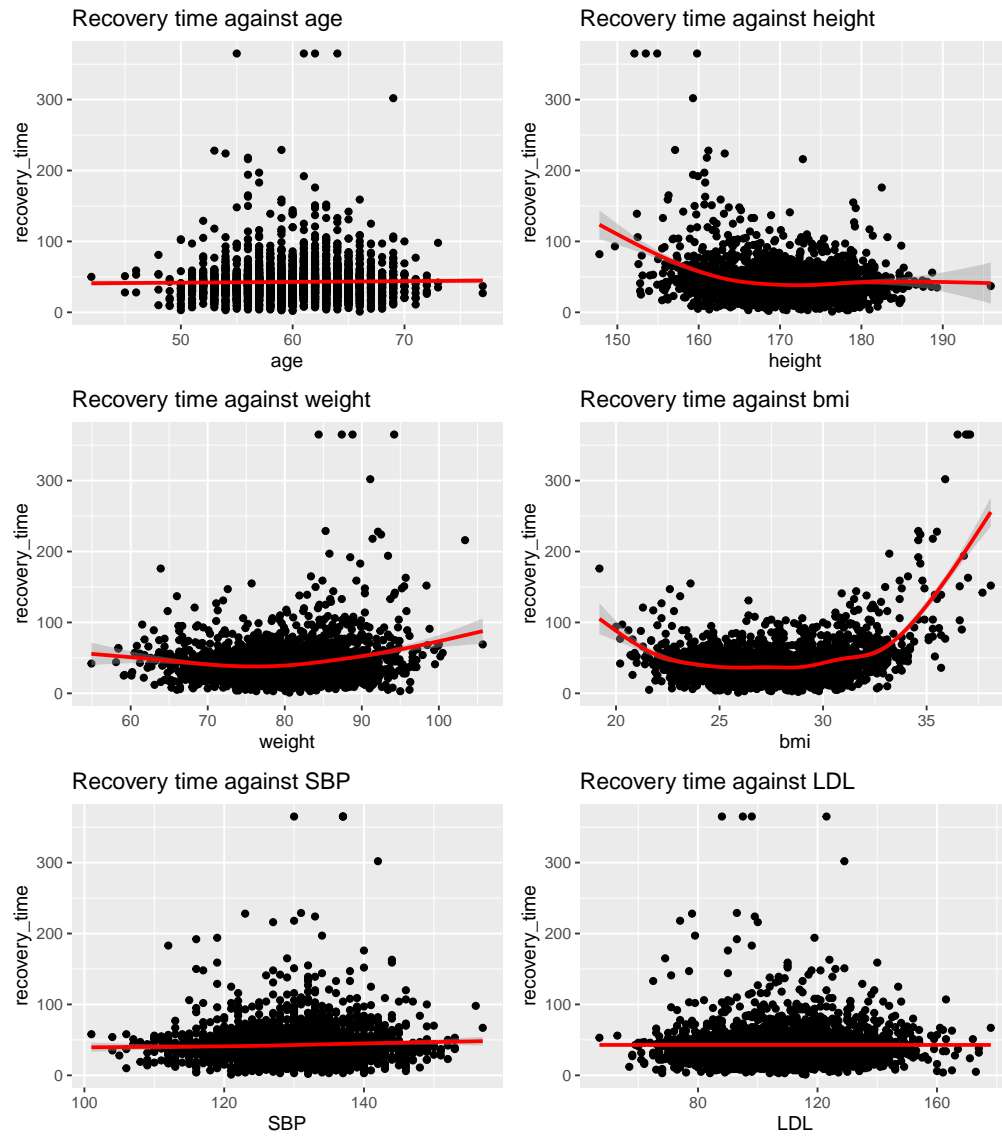 Recovery time against age
recovery_time
300
200
100
0
50 60 70
age
Recovery time against height
recovery_time
300
200
100
0
150 160 170 180 190
height
Recovery time against weight
recovery_time
300
200
100
0
60 70 80 90 100
weight
Recovery time against bmi
recovery_time
300
200
100
0
20 25 30 35
bmi
Recovery time against SBP
recovery_time
300
200
100
0
100 120 140
SBP
Recovery time against LDL
recovery_time
300
200
100
0
80 120 160
LDL